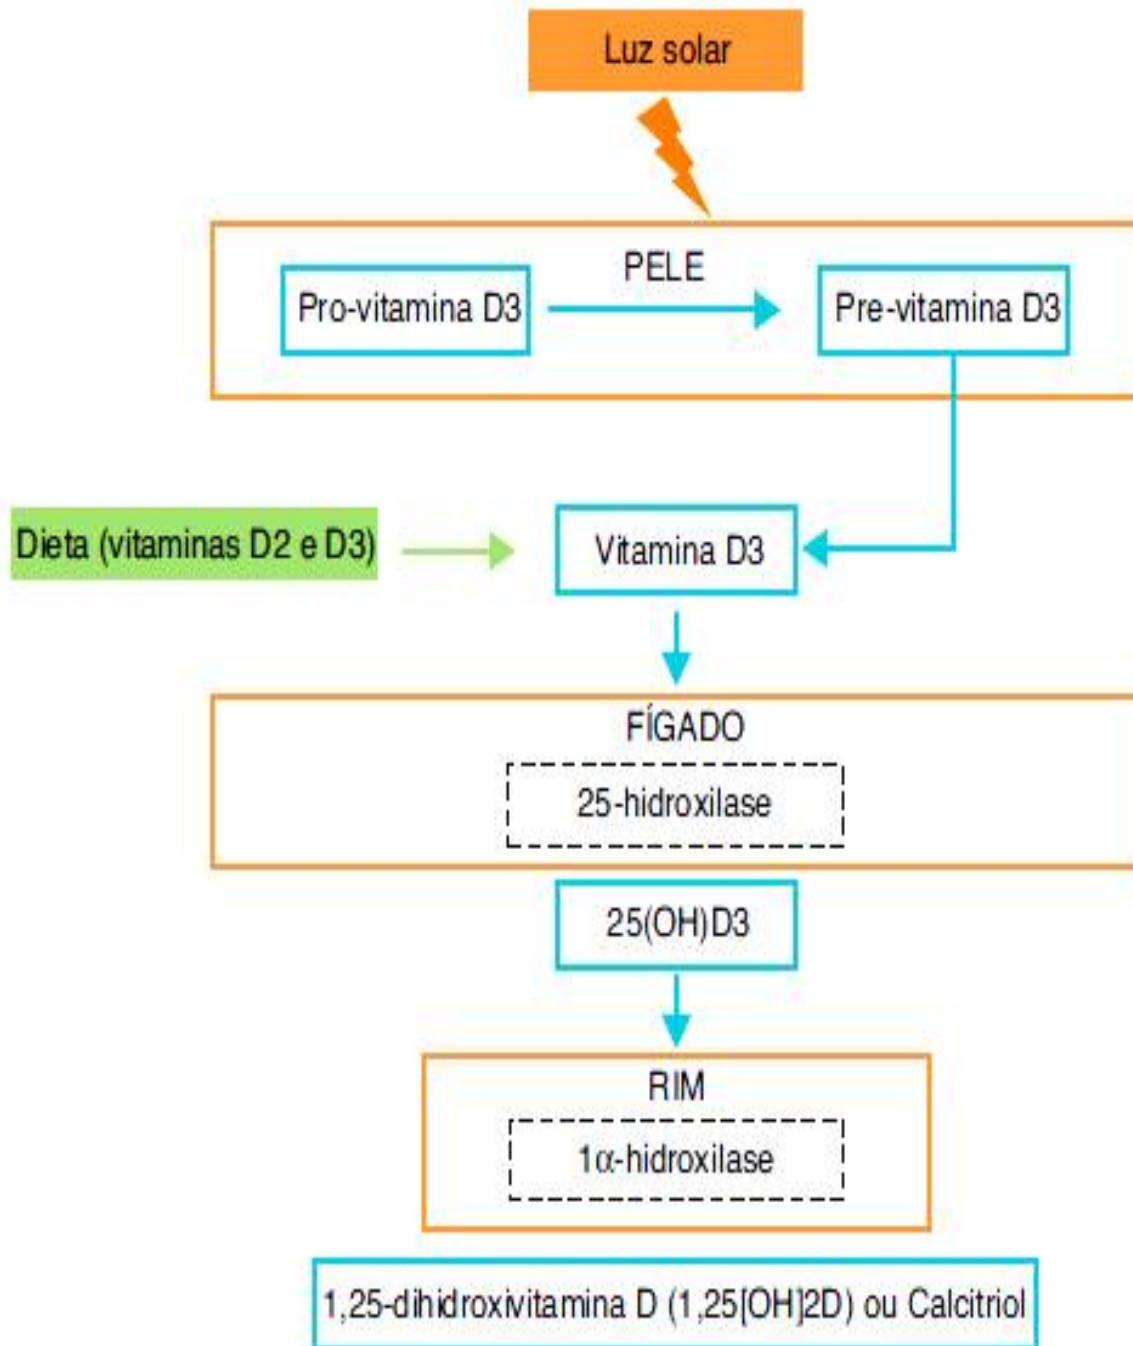 Luz solar
PELE
Pro-vitamina D3
Pre-vitamina D3
Dieta (vitaminas D2 e D3)
Vitamina D3
FÍGADO
25-hidroxilase
25(OH)D3
RIM
1α-hidroxilase
1,25-dihidroxivitamina D (1,25[OH]2D) ou Calcitriol